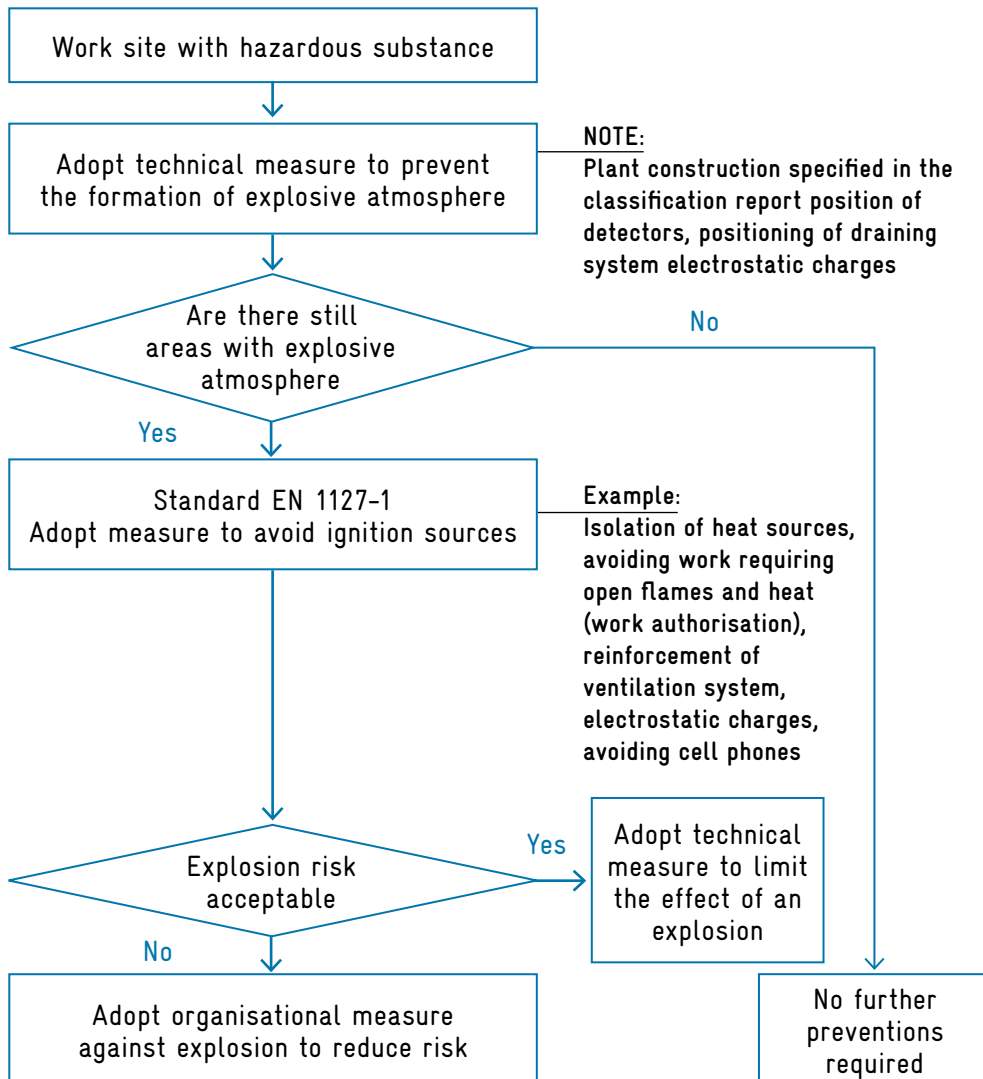 Work site with hazardous substance
Adopt technical measure to prevent
the formation of explosive atmosphere
NOTE:
Plant construction specified in the
classification report position of
detectors, positioning of draining
system electrostatic charges
Are there still
areas with explosive
atmosphere
No
Yes
Standard EN 1127-1
Adopt measure to avoid ignition sources
Example:
Isolation of heat sources,
avoiding work requiring
open flames and heat
(work authorisation),
reinforcement of
ventilation system,
electrostatic charges,
avoiding cell phones
Explosion risk
acceptable
Yes
Adopt technical
measure to limit
the effect of an
explosion
No
Adopt organisational measure
against explosion to reduce risk
No further
preventions
required